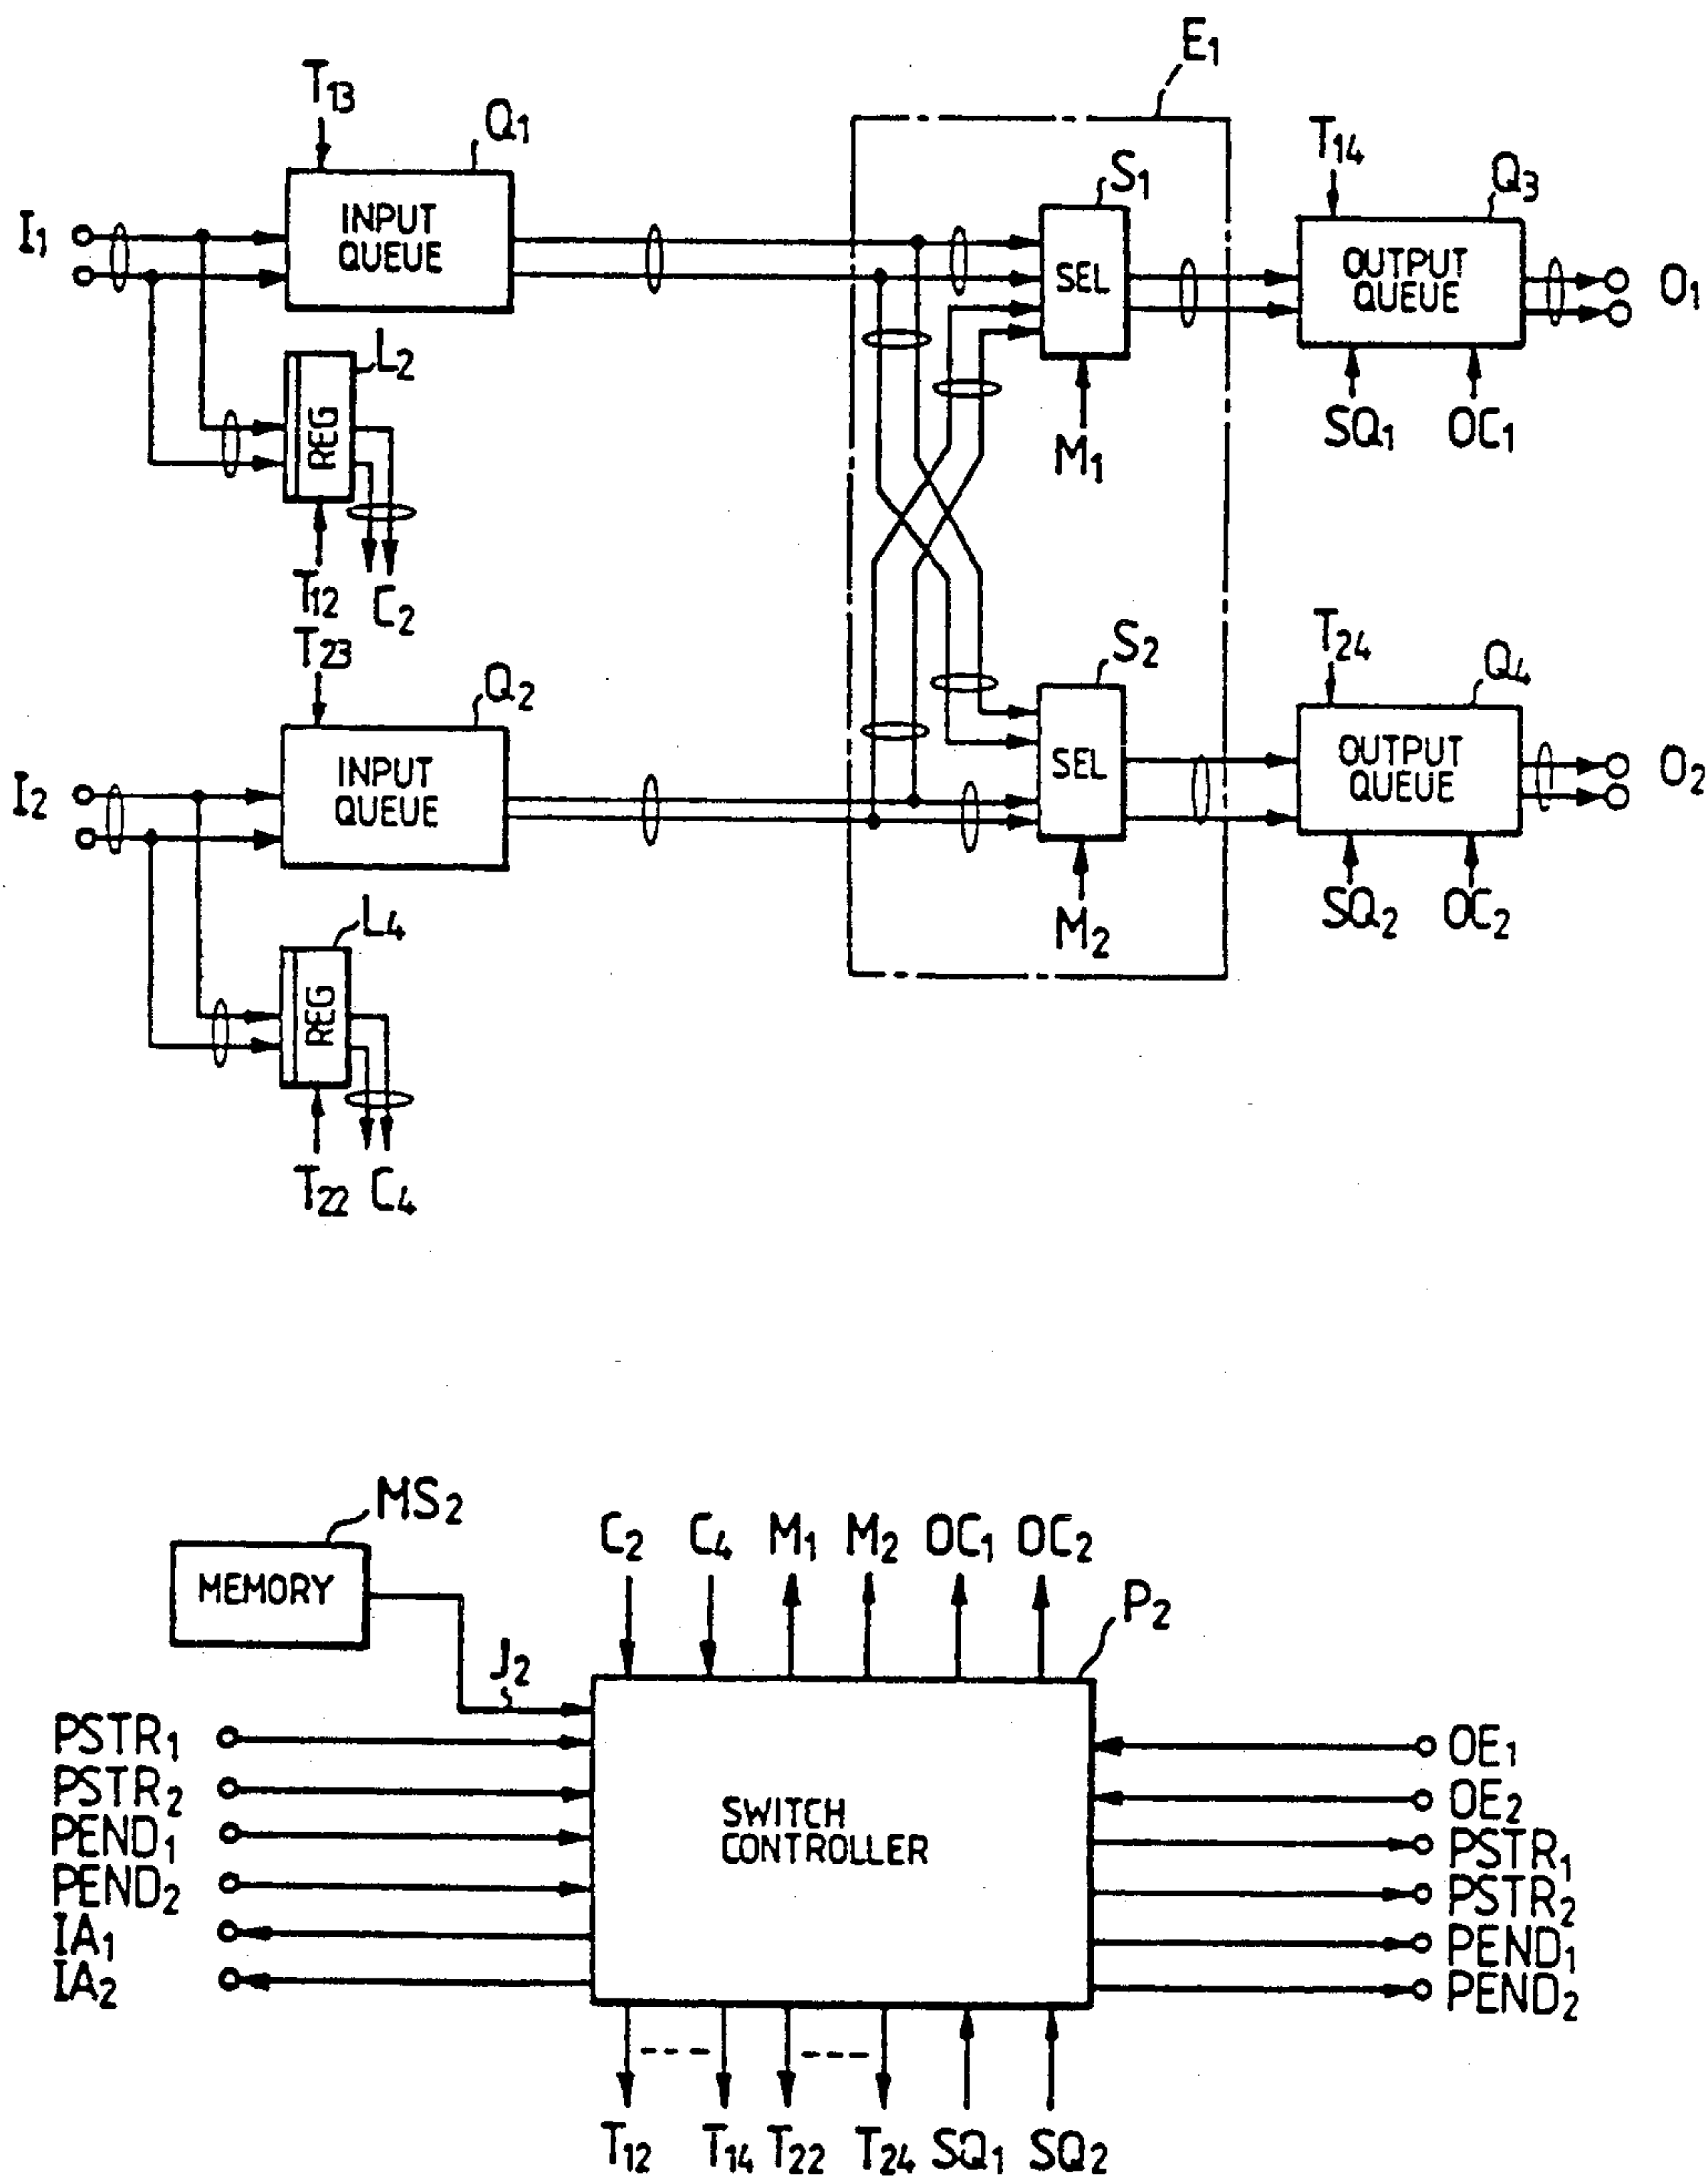 E₁
T₁₃
Q₁
T₁₄
S₁
Q₃
I₁
INPUT
QUEUE
SEL
OUTPUT
QUEUE
O₁
L₂
REG
M₁
SQ₁
OC₁
T₁₂
C₂
T₂₃
Q₂
S₂
T₂₄
Q₄
I₂
INPUT
QUEUE
SEL
OUTPUT
QUEUE
O₂
L₄
REG
M₂
SQ₂
OC₂
T₂₂
C₄
MS₂
MEMORY
C₂
C₄
M₁
M₂
OC₁
OC₂
P₂
J₂
PSTR₁
PSTR₂
PEND₁
PEND₂
IA₁
IA₂
SWITCH
CONTROLLER
OE₁
OE₂
PSTR₁
PSTR₂
PEND₁
PEND₂
T₁₂
T₁₄
T₂₂
T₂₄
SQ₁
SQ₂